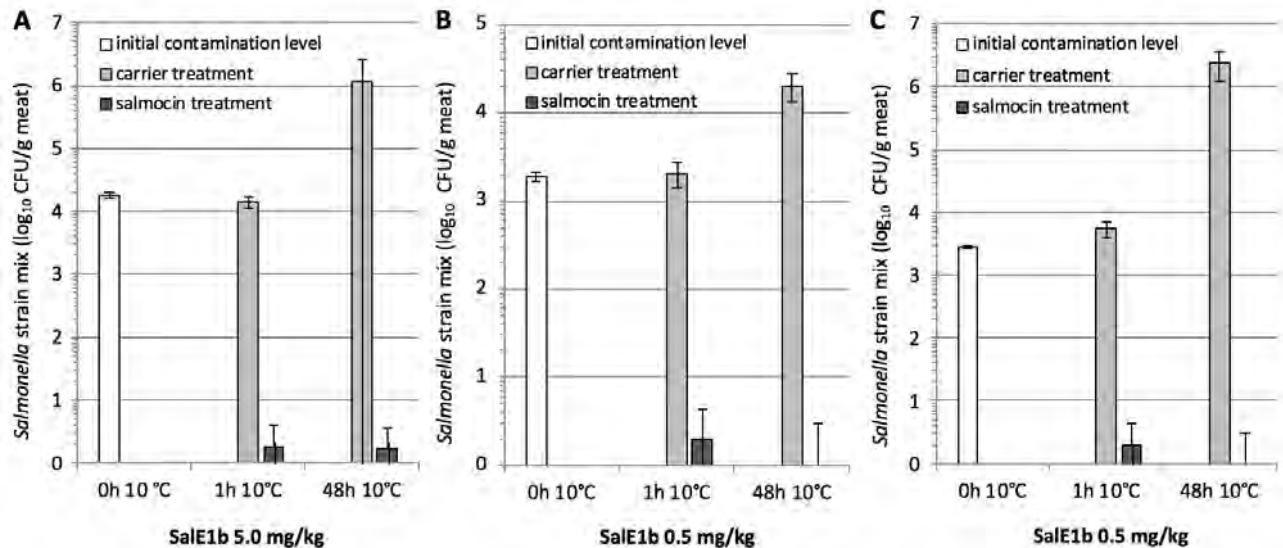 A
7
6
5
4
3
2
1
0
Salmonella strain mix (log₁₀ CFU/g meat)
initial contamination level
carrier treatment
salmocin treatment
0h 10°C 1h 10°C 48h 10°C
SalE1b 5.0 mg/kg
B
5
4
3
2
1
0
Salmonella strain mix (log₁₀ CFU/g meat)
initial contamination level
carrier treatment
salmocin treatment
0h 10°C 1h 10°C 48h 10°C
SalE1b 0.5 mg/kg
C
7
6
5
4
3
2
1
0
Salmonella strain mix (log₁₀ CFU/g meat)
initial contamination level
carrier treatment
salmocin treatment
0h 10°C 1h 10°C 48h 10°C
SalE1b 0.5 mg/kg